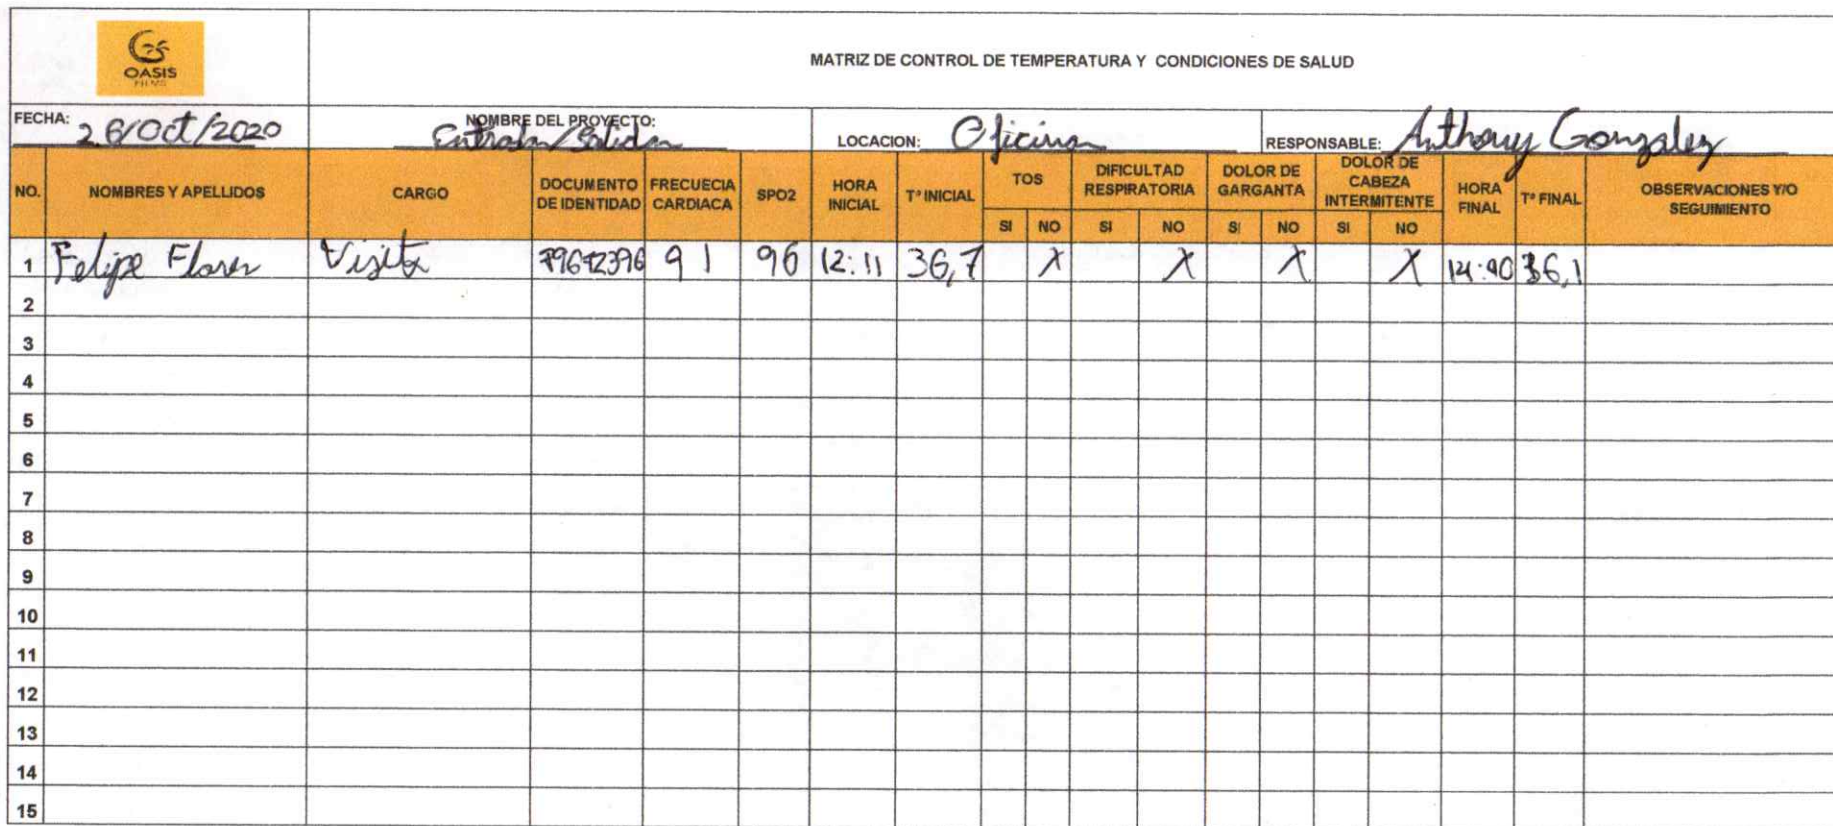 OASIS
FILMS
MATRIZ DE CONTROL DE TEMPERATURA Y CONDICIONES DE SALUD
FECHA: 26/Oct/2020 NOMBRE DEL PROYECTO: Entrada/Salida LOCACION: Oficina RESPONSABLE: Anthony Gonzalez
NO. NOMBRES Y APELLIDOS CARGO DOCUMENTO DE IDENTIDAD FRECUECIA CARDIACA SPO2 HORA INICIAL Tº INICIAL TOS DIFICULTAD RESPIRATORIA DOLOR DE GARGANTA DOLOR DE CABEZA INTERMITENTE HORA FINAL Tº FINAL OBSERVACIONES Y/O SEGUIMIENTO
SI NO SI NO SI NO SI NO
1 Felipe Flores Visita 91 96 12:11 36,7 X X X X 36,1
2
3
4
5
6
7
8
9
10
11
12
13
14
15